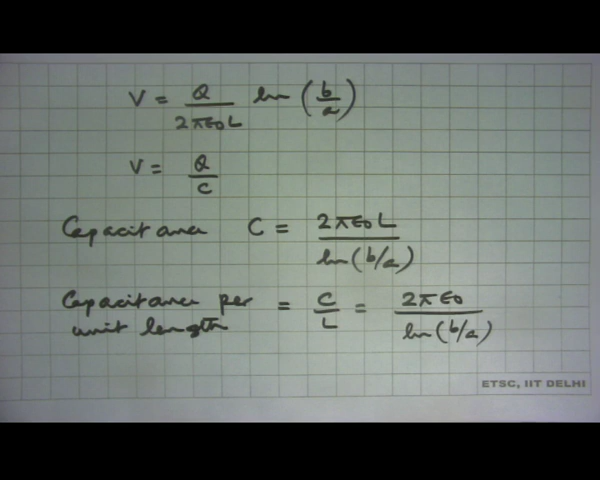 V = Q / 2πε0L ln (b/a)
V = Q / C
Capacitance C = 2πε0L / ln(b/a)
Capacitance per unit length = C/L = 2πε0 / ln(b/a)
ETSC, IIT DELHI